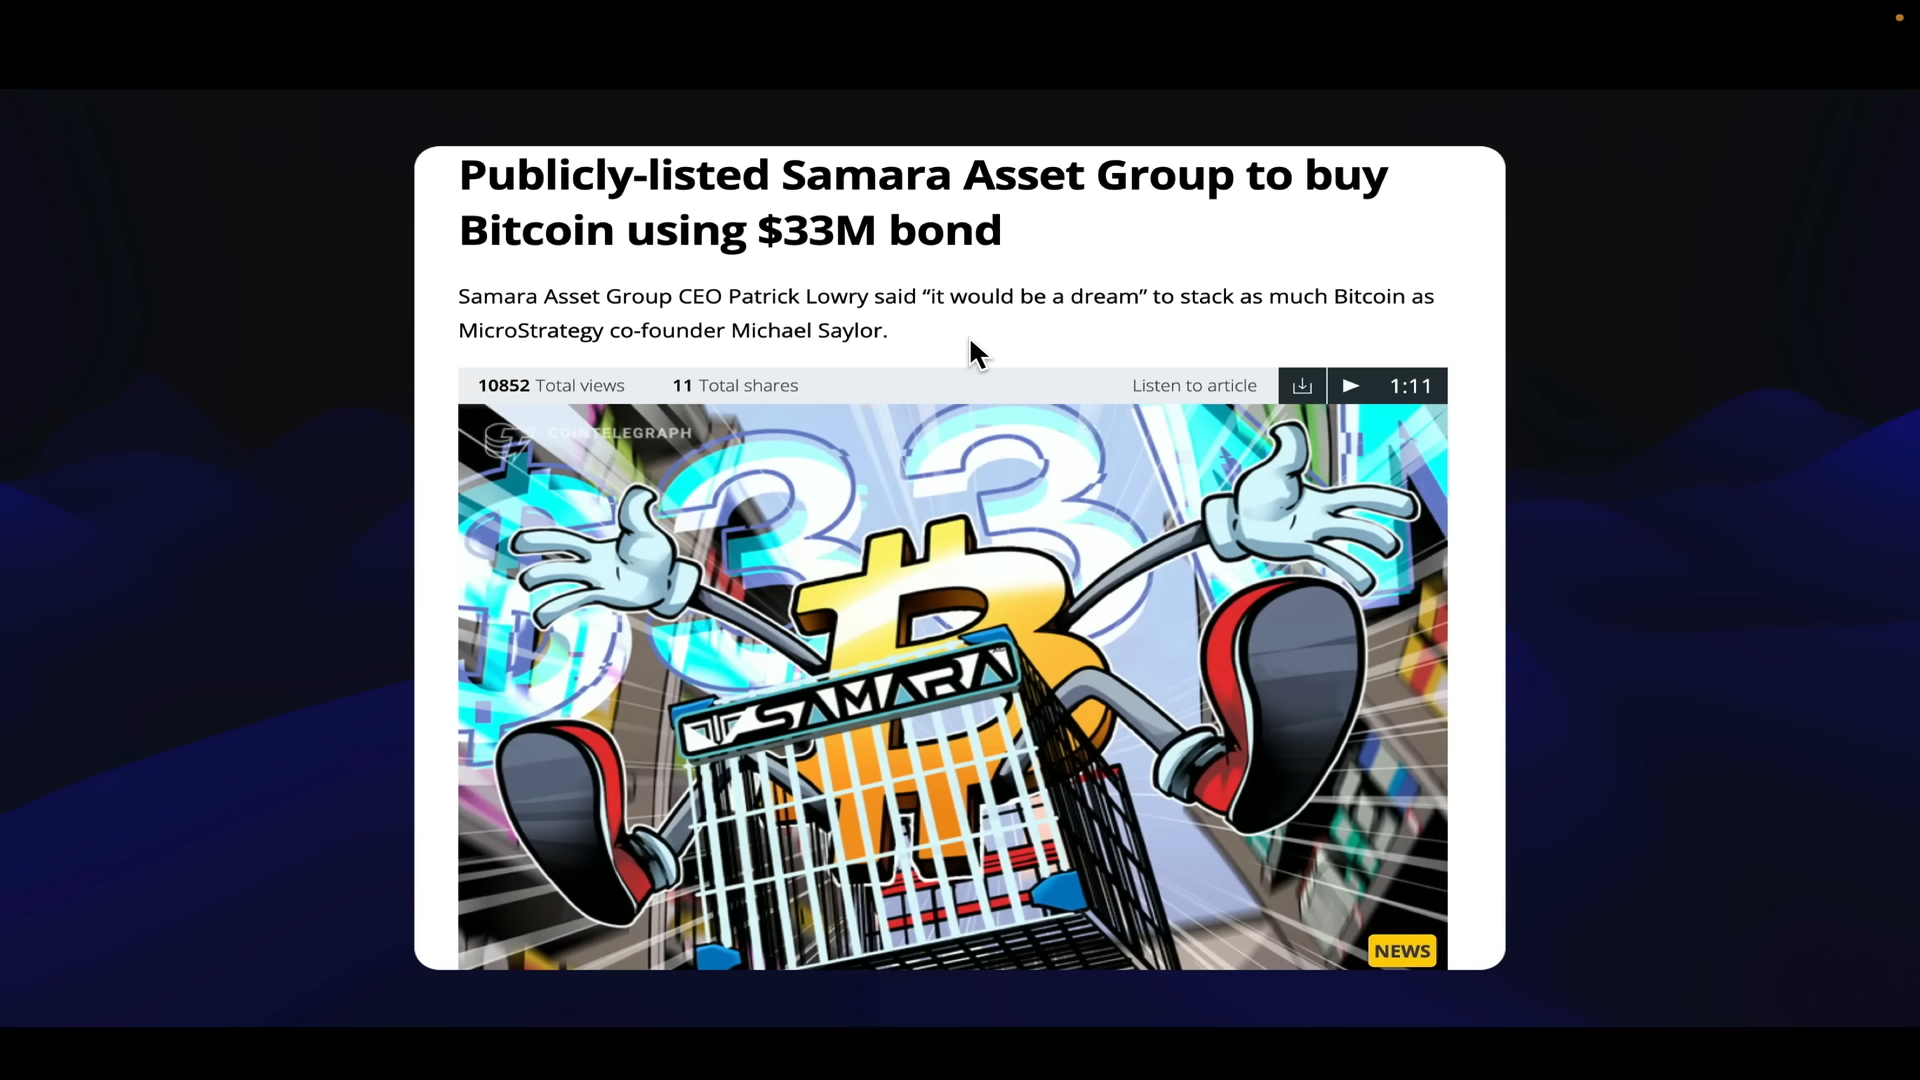 Publicly-listed Samara Asset Group to buy
Bitcoin using $33M bond
Samara Asset Group CEO Patrick Lowry said “it would be a dream” to stack as much Bitcoin as
MicroStrategy co-founder Michael Saylor.
10852 Total views 11 Total shares Listen to article 1:11
COINTELEGRAPH
$33M
SAMARA
NEWS